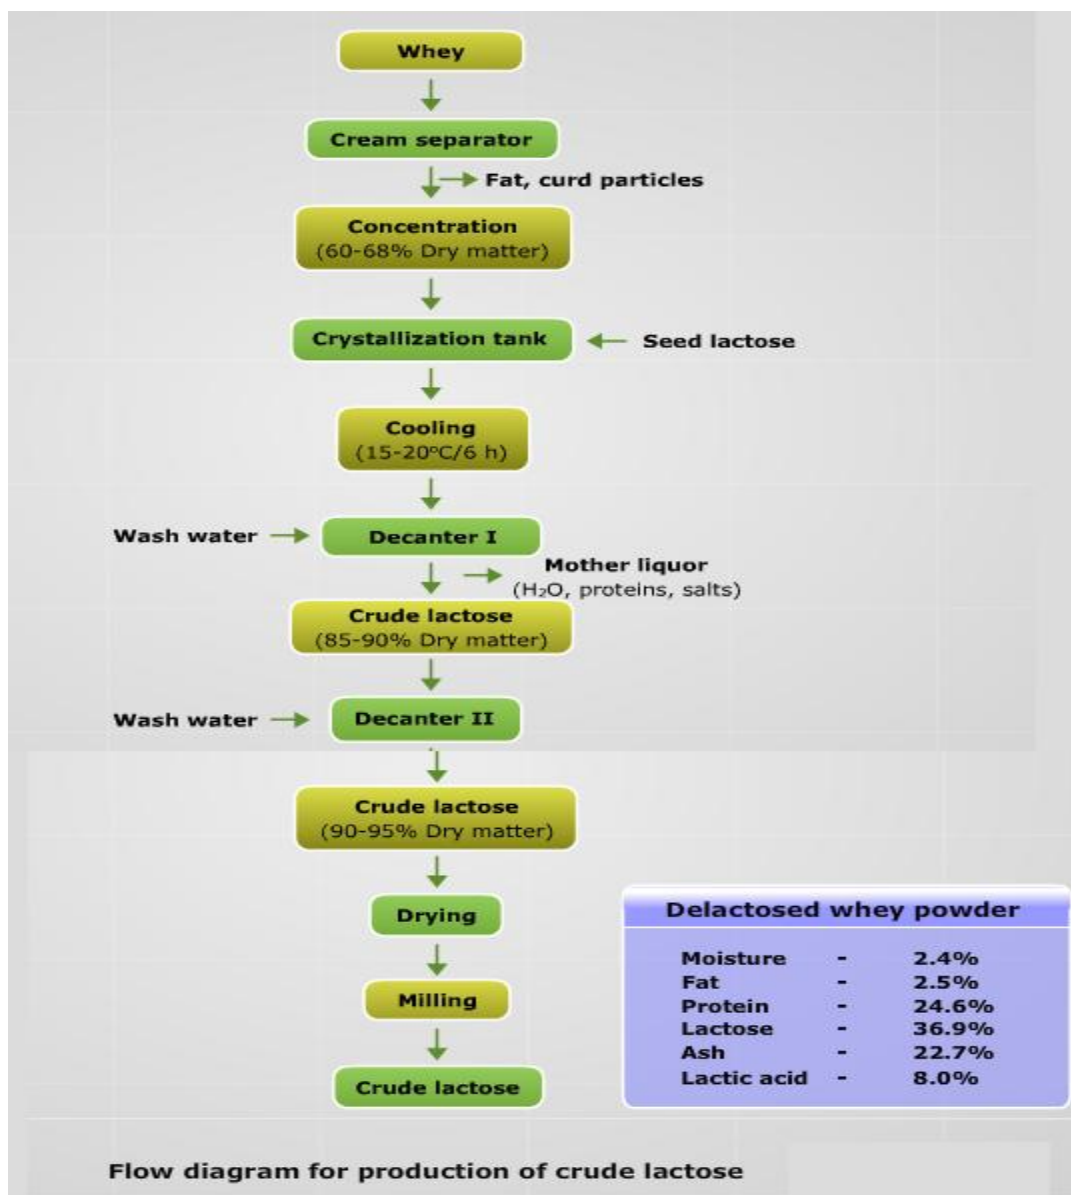 Whey
Cream separator
Fat, curd particles
Concentration
(60-68% Dry matter)
Crystallization tank
Seed lactose
Cooling
(15-20ºC/6 h)
Wash water
Decanter I
Mother liquor
(H₂O, proteins, salts)
Crude lactose
(85-90% Dry matter)
Wash water
Decanter II
Crude lactose
(90-95% Dry matter)
Drying
Milling
Crude lactose
Delactosed whey powder
Moisture - 2.4%
Fat - 2.5%
Protein - 24.6%
Lactose - 36.9%
Ash - 22.7%
Lactic acid - 8.0%
Flow diagram for production of crude lactose